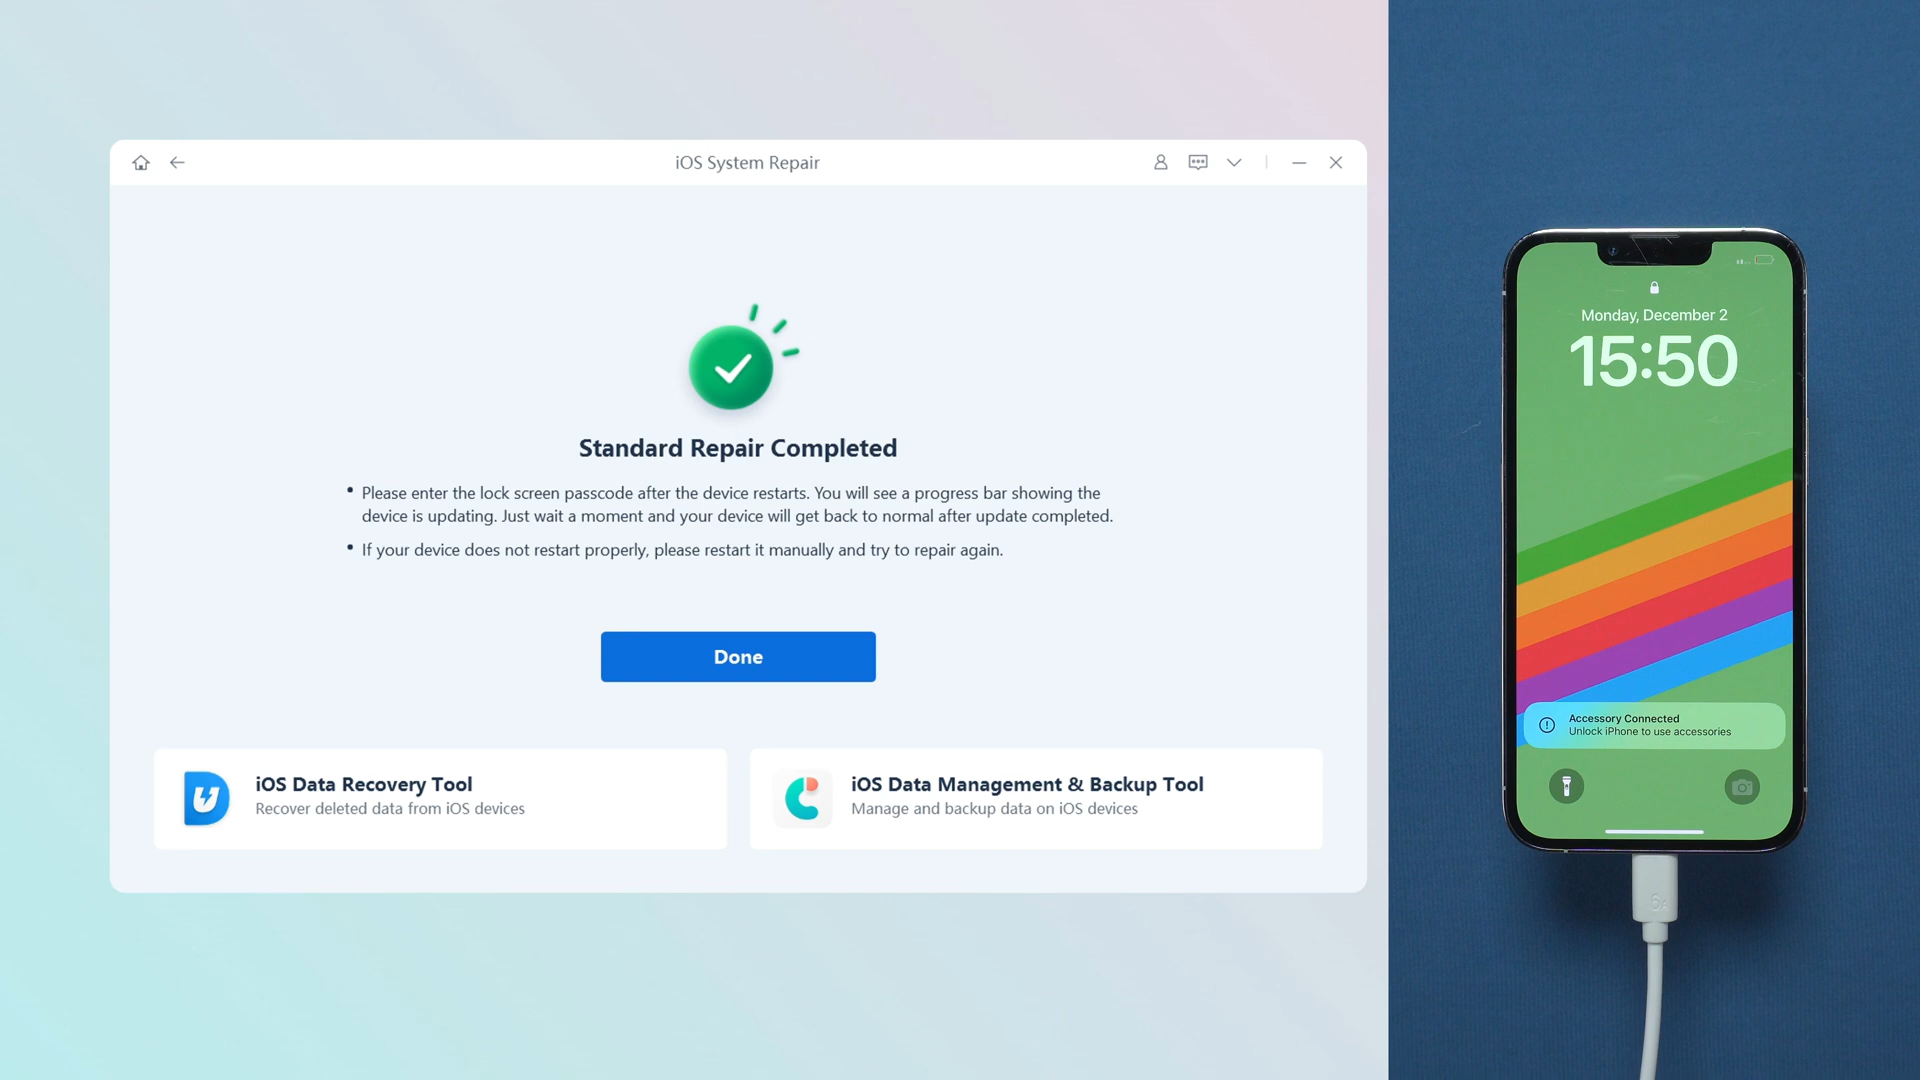 iOS System Repair
Standard Repair Completed
• Please enter the lock screen passcode after the device restarts. You will see a progress bar showing the
device is updating. Just wait a moment and your device will get back to normal after update completed.
• If your device does not restart properly, please restart it manually and try to repair again.
Done
iOS Data Recovery Tool
Recover deleted data from iOS devices
iOS Data Management & Backup Tool
Manage and backup data on iOS devices
Monday, December 2
15:50
Accessory Connected
Unlock iPhone to use accessories